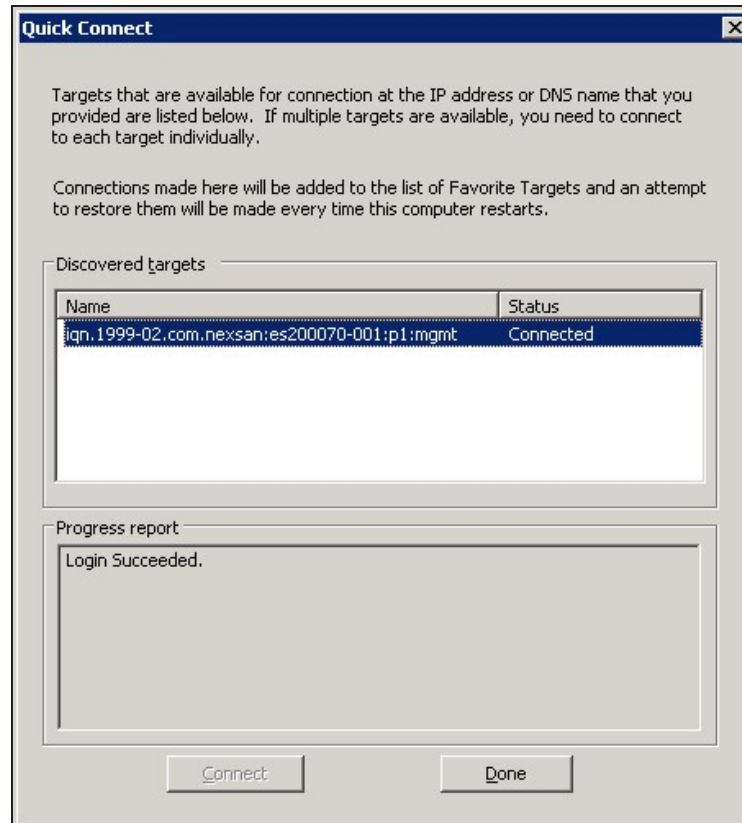 Quick Connect
Targets that are available for connection at the IP address or DNS name that you
provided are listed below. If multiple targets are available, you need to connect
to each target individually.
Connections made here will be added to the list of Favorite Targets and an attempt
to restore them will be made every time this computer restarts.
Discovered targets
Name Status
iqn.1999-02.com.nexsan:es200070-001:p1:mgmt Connected
Progress report
Login Succeeded.
Connect Done